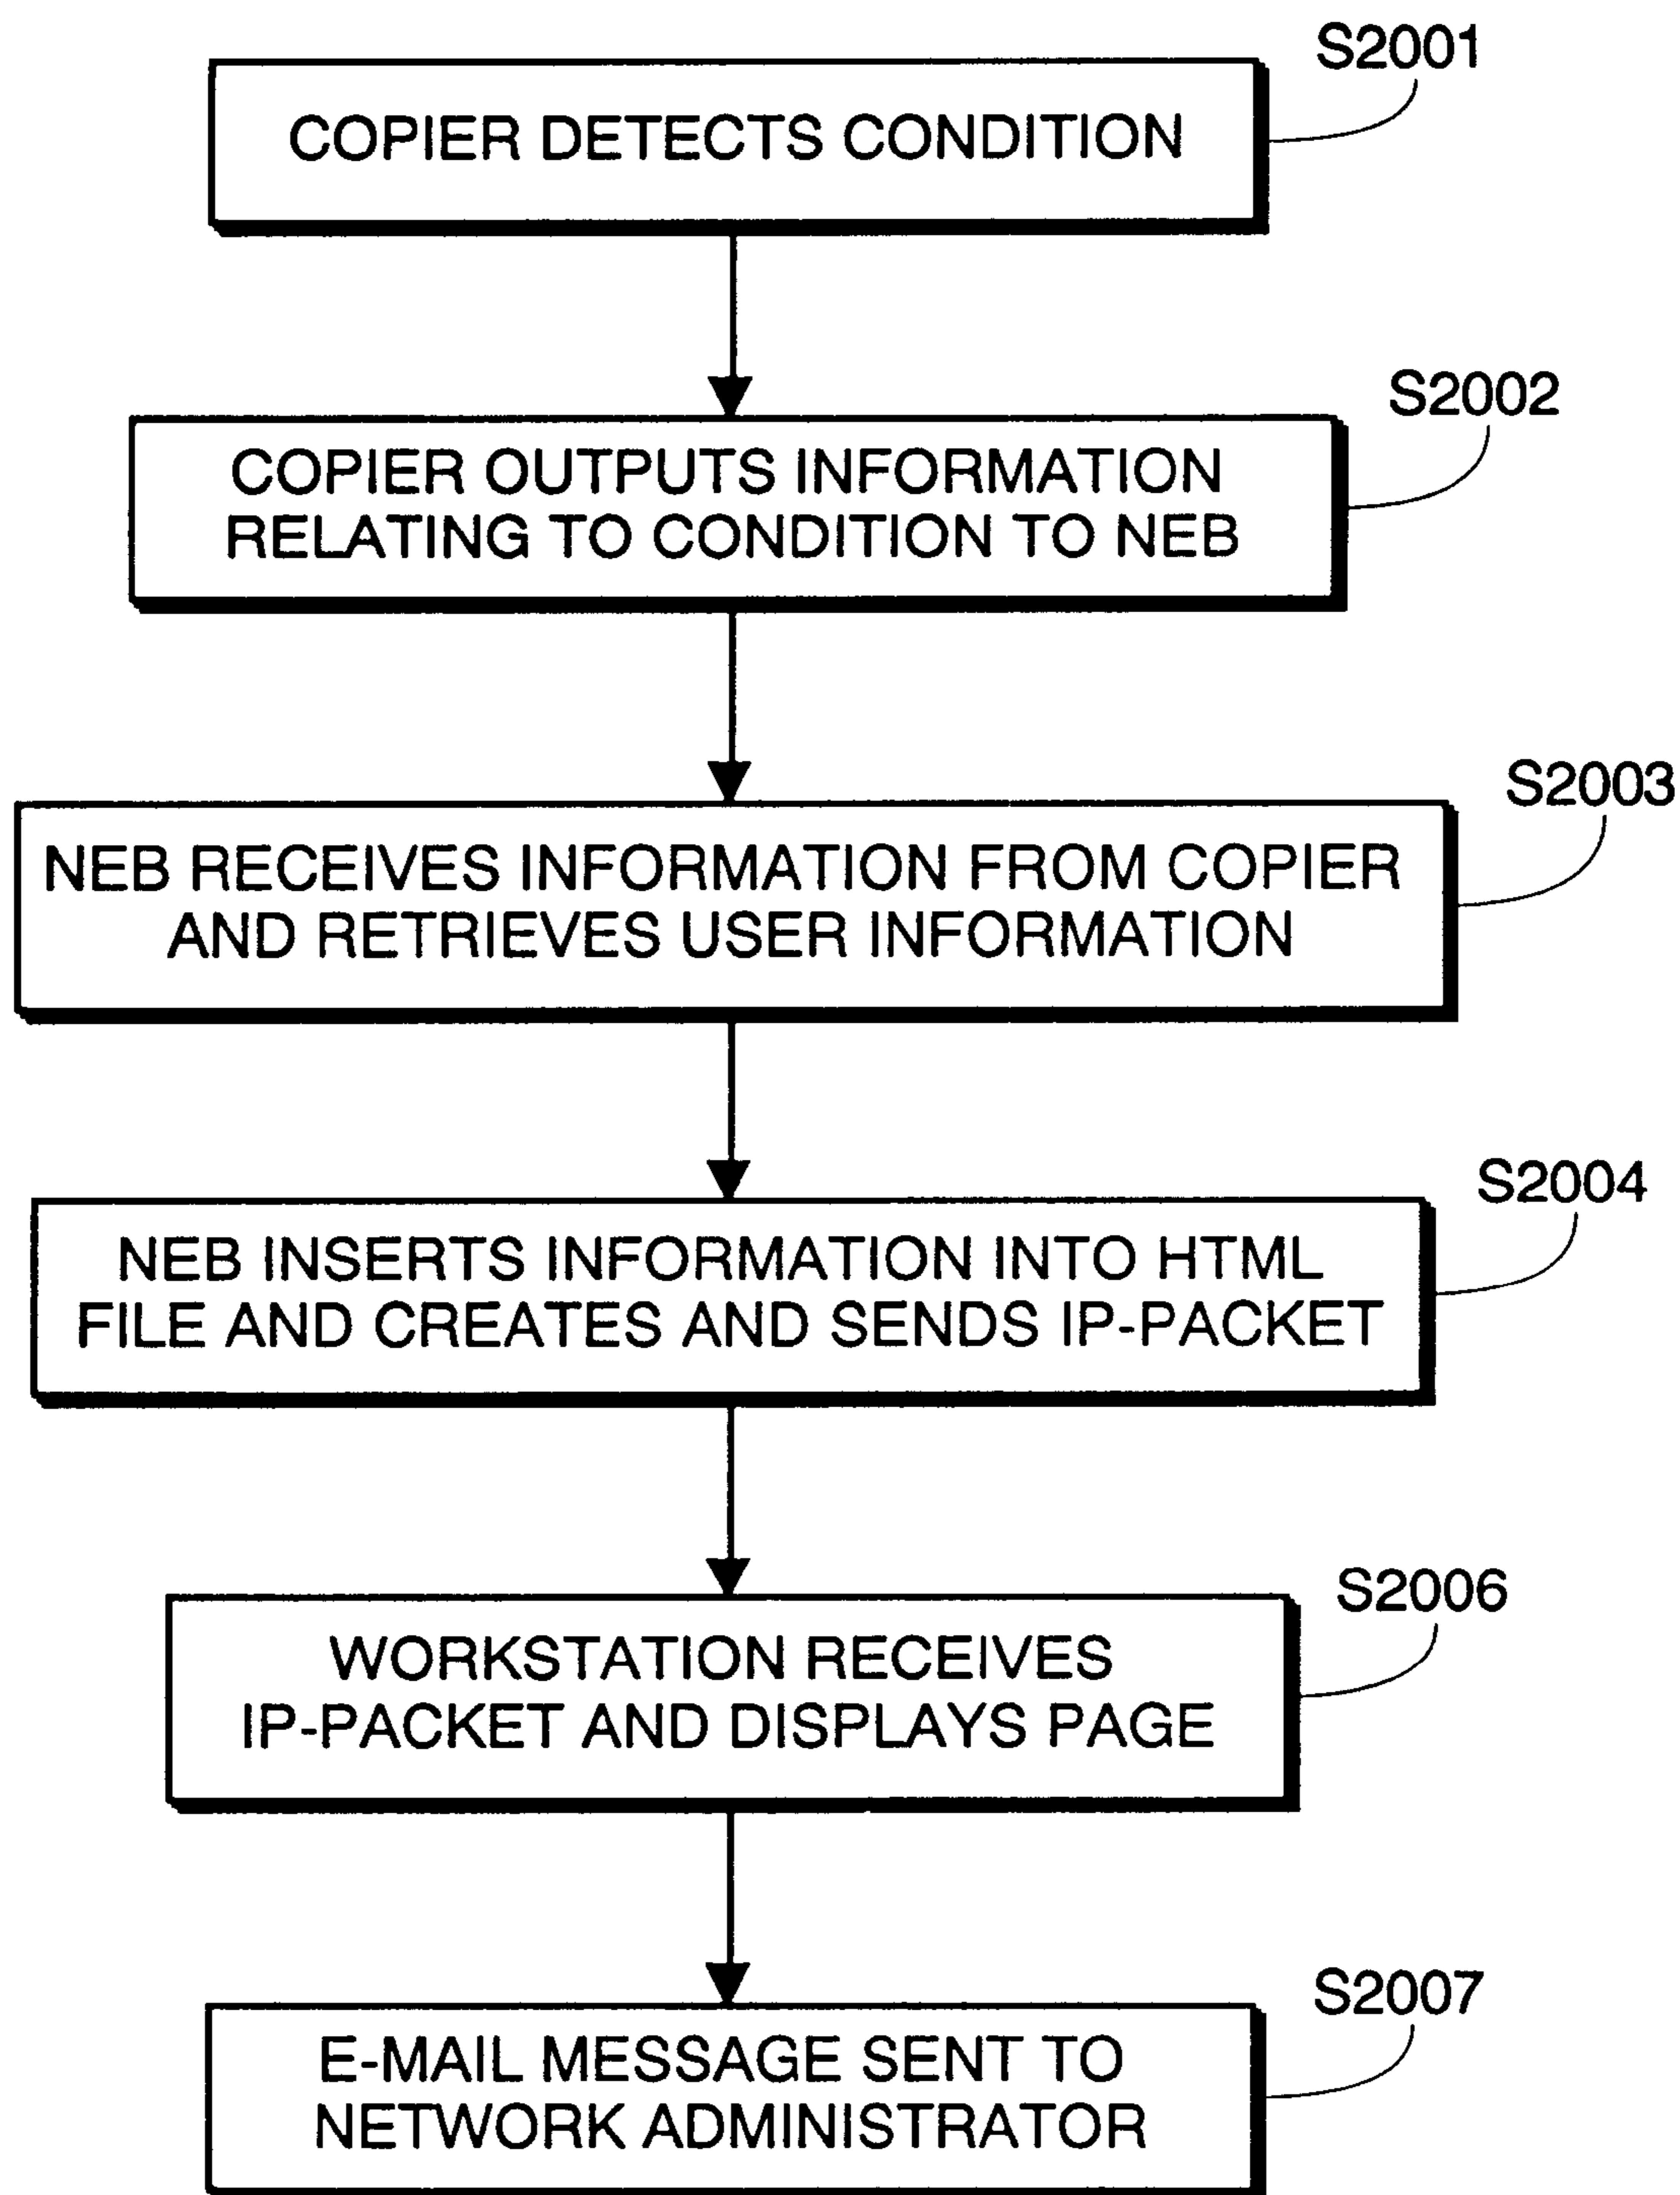 S2001
COPIER DETECTS CONDITION
S2002
COPIER OUTPUTS INFORMATION
RELATING TO CONDITION TO NEB
S2003
NEB RECEIVES INFORMATION FROM COPIER
AND RETRIEVES USER INFORMATION
S2004
NEB INSERTS INFORMATION INTO HTML
FILE AND CREATES AND SENDS IP-PACKET
S2006
WORKSTATION RECEIVES
IP-PACKET AND DISPLAYS PAGE
S2007
E-MAIL MESSAGE SENT TO
NETWORK ADMINISTRATOR